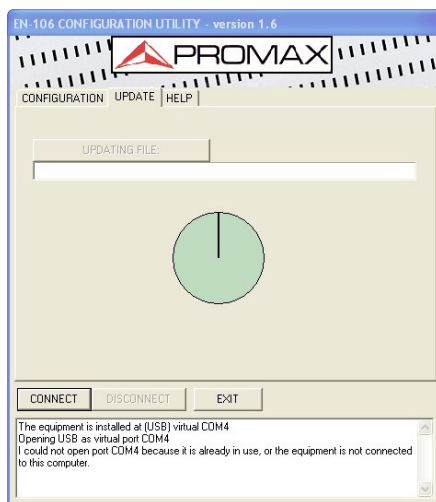 EN-106 CONFIGURATION UTILITY - version 1.6
PROMAX
CONFIGURATION UPDATE HELP
UPDATING FILE:
CONNECT DISCONNECT EXIT
The equipment is installed at (USB) virtual COM4
Opening USB as virtual port COM4
I could not open port COM4 because it is already in use, or the equipment is not connected
to this computer.